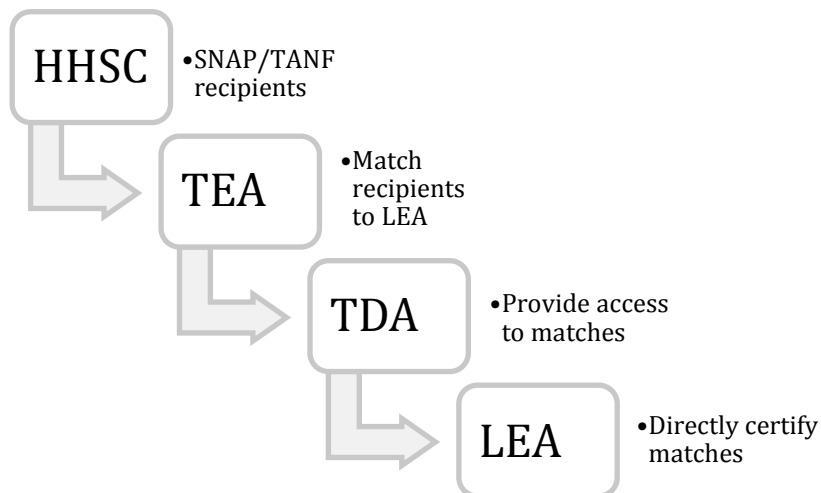 HHSC
•SNAP/TANF
recipients
TEA
•Match
recipients
to LEA
TDA
•Provide access
to matches
LEA
•Directly certify
matches